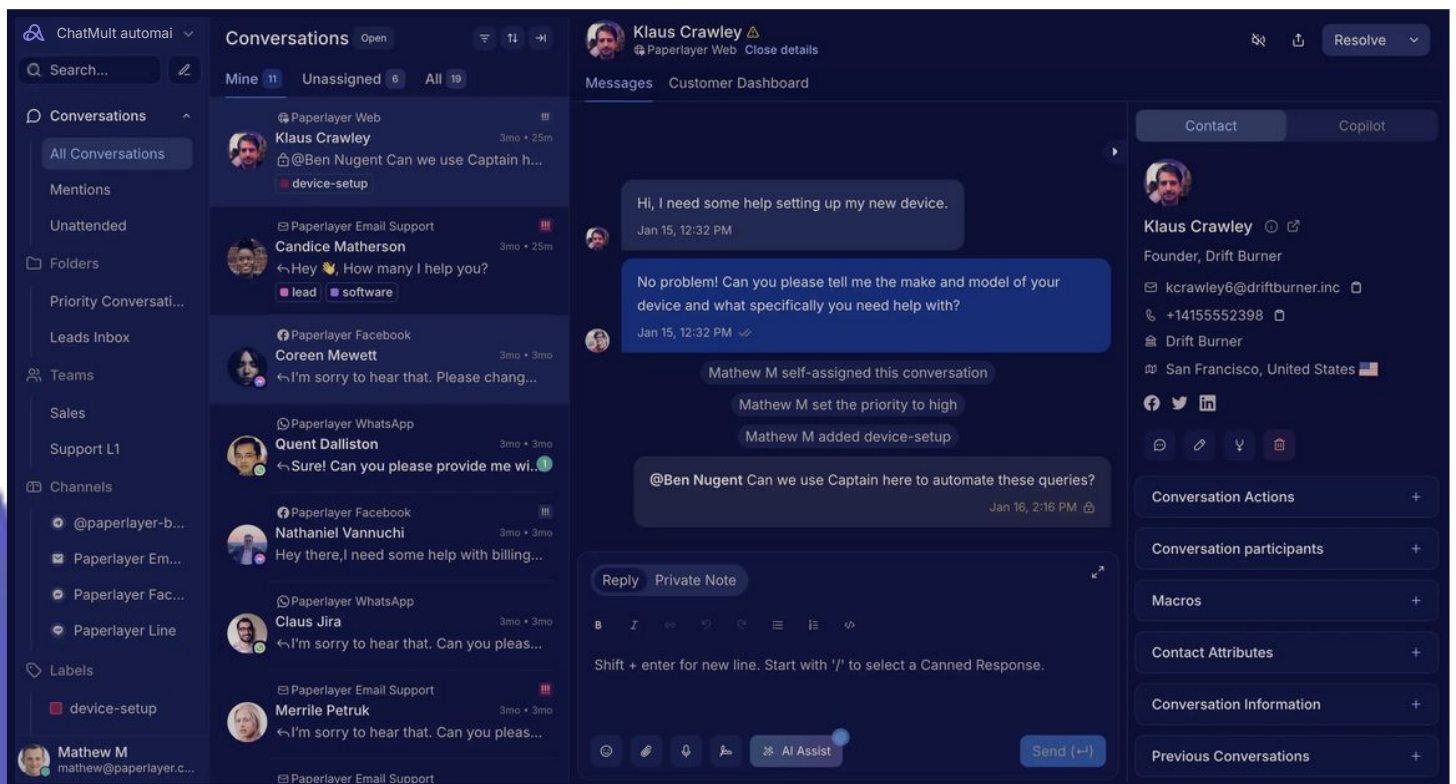 ChatMult automai
Search...
Conversations
All Conversations
Mentions
Unattended
Folders
Priority Conversati...
Leads Inbox
Teams
Sales
Support L1
Channels
@paperlayer-b...
Paperlayer Em...
Paperlayer Fac...
Paperlayer Line
Labels
device-setup
Mathew M
mathew@paperlayer.c...
Conversations Open
Mine 11 Unassigned 6 All 19
Paperlayer Web !!!
Klaus Crawley 3mo • 25m
@Ben Nugent Can we use Captain h...
device-setup
Paperlayer Email Support !!!
Candice Matherson 3mo • 25m
Hey 👋, How many I help you?
lead software
Paperlayer Facebook
Coreen Mewett 3mo • 3mo
I'm sorry to hear that. Please chang...
Paperlayer WhatsApp
Quent Dalliston 3mo • 3mo
Sure! Can you please provide me wi.. 1
Paperlayer Facebook !!!
Nathaniel Vannuchi 3mo • 3mo
Hey there,I need some help with billing...
Paperlayer WhatsApp
Claus Jira 3mo • 3mo
I'm sorry to hear that. Can you pleas...
Paperlayer Email Support !!!
Merrile Petruk 3mo • 3mo
I'm sorry to hear that. Can you pleas...
Paperlayer Email Support
Klaus Crawley
Paperlayer Web Close details
Resolve
Messages Customer Dashboard
Hi, I need some help setting up my new device.
Jan 15, 12:32 PM
No problem! Can you please tell me the make and model of your
device and what specifically you need help with?
Jan 15, 12:32 PM
Mathew M self-assigned this conversation
Mathew M set the priority to high
Mathew M added device-setup
@Ben Nugent Can we use Captain here to automate these queries?
Jan 16, 2:16 PM
Reply Private Note
B I
Shift + enter for new line. Start with '/' to select a Canned Response.
AI Assist
Send (↵)
Contact Copilot
Klaus Crawley
Founder, Drift Burner
kcrawley6@driftburner.inc
+14155552398
Drift Burner
San Francisco, United States 🇺🇸
Conversation Actions +
Conversation participants +
Macros +
Contact Attributes +
Conversation Information +
Previous Conversations +